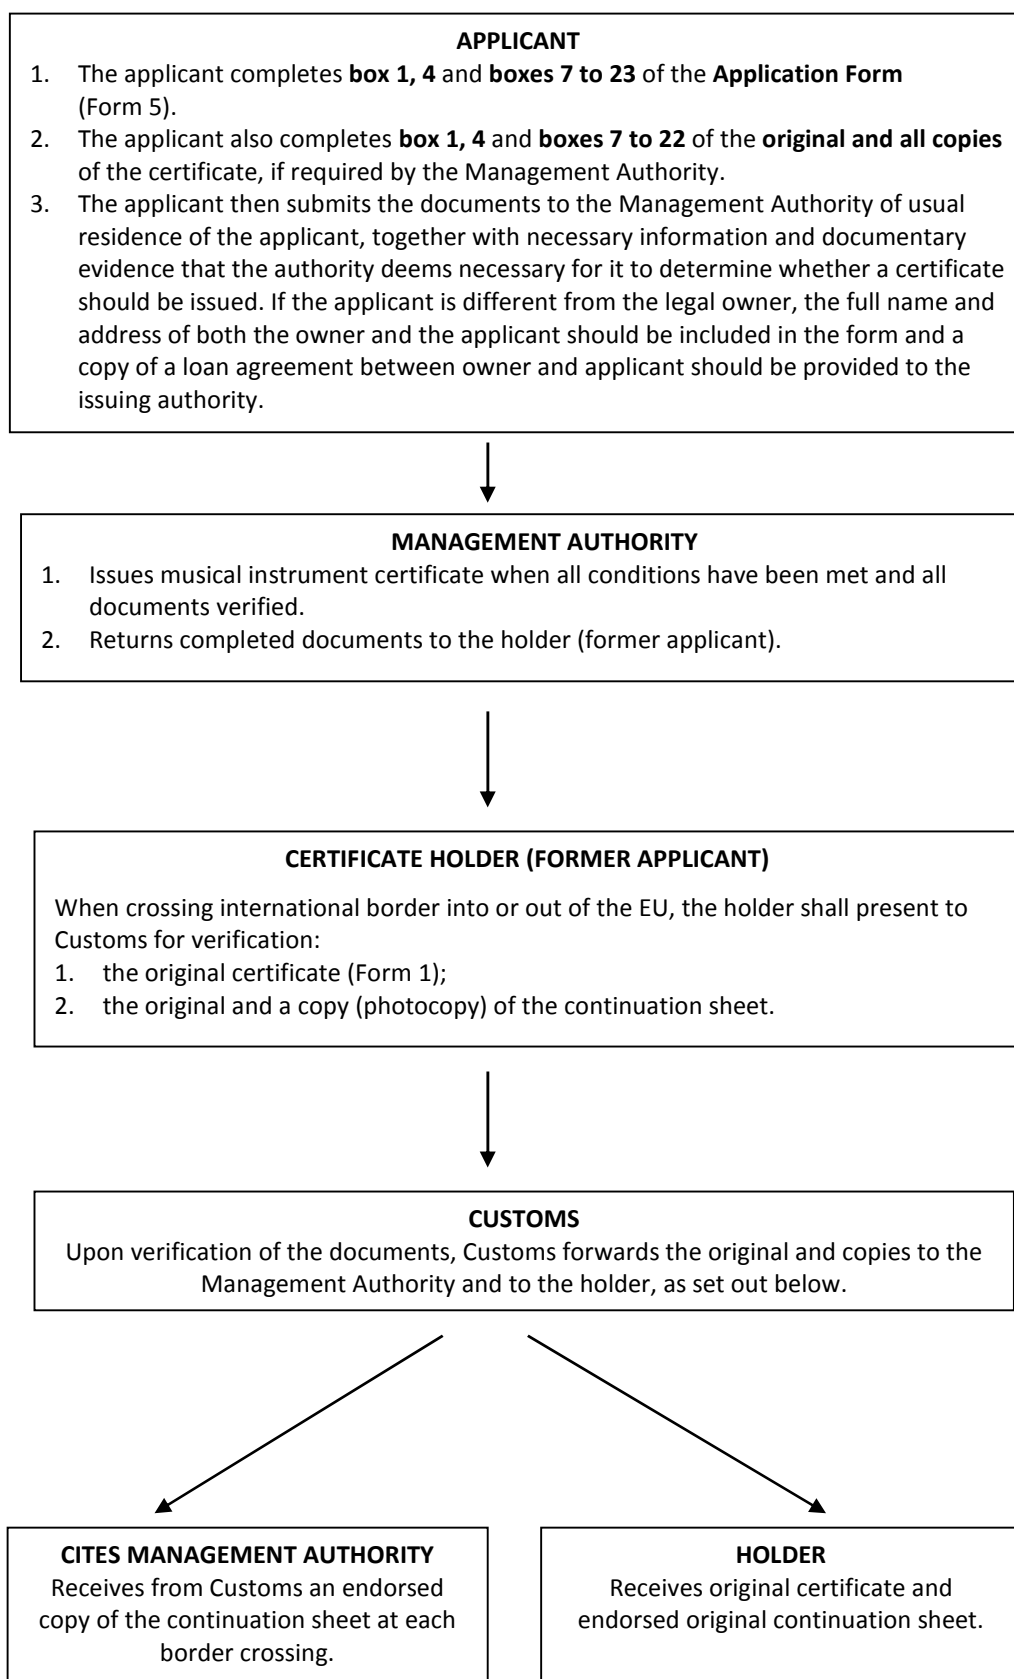 APPLICANT
1. The applicant completes box 1, 4 and boxes 7 to 23 of the Application Form
(Form 5).
2. The applicant also completes box 1, 4 and boxes 7 to 22 of the original and all copies
of the certificate, if required by the Management Authority.
3. The applicant then submits the documents to the Management Authority of usual
residence of the applicant, together with necessary information and documentary
evidence that the authority deems necessary for it to determine whether a certificate
should be issued. If the applicant is different from the legal owner, the full name and
address of both the owner and the applicant should be included in the form and a
copy of a loan agreement between owner and applicant should be provided to the
issuing authority.
MANAGEMENT AUTHORITY
1. Issues musical instrument certificate when all conditions have been met and all
documents verified.
2. Returns completed documents to the holder (former applicant).
CERTIFICATE HOLDER (FORMER APPLICANT)
When crossing international border into or out of the EU, the holder shall present to
Customs for verification:
1. the original certificate (Form 1);
2. the original and a copy (photocopy) of the continuation sheet.
CUSTOMS
Upon verification of the documents, Customs forwards the original and copies to the
Management Authority and to the holder, as set out below.
CITES MANAGEMENT AUTHORITY
Receives from Customs an endorsed
copy of the continuation sheet at each
border crossing.
HOLDER
Receives original certificate and
endorsed original continuation sheet.